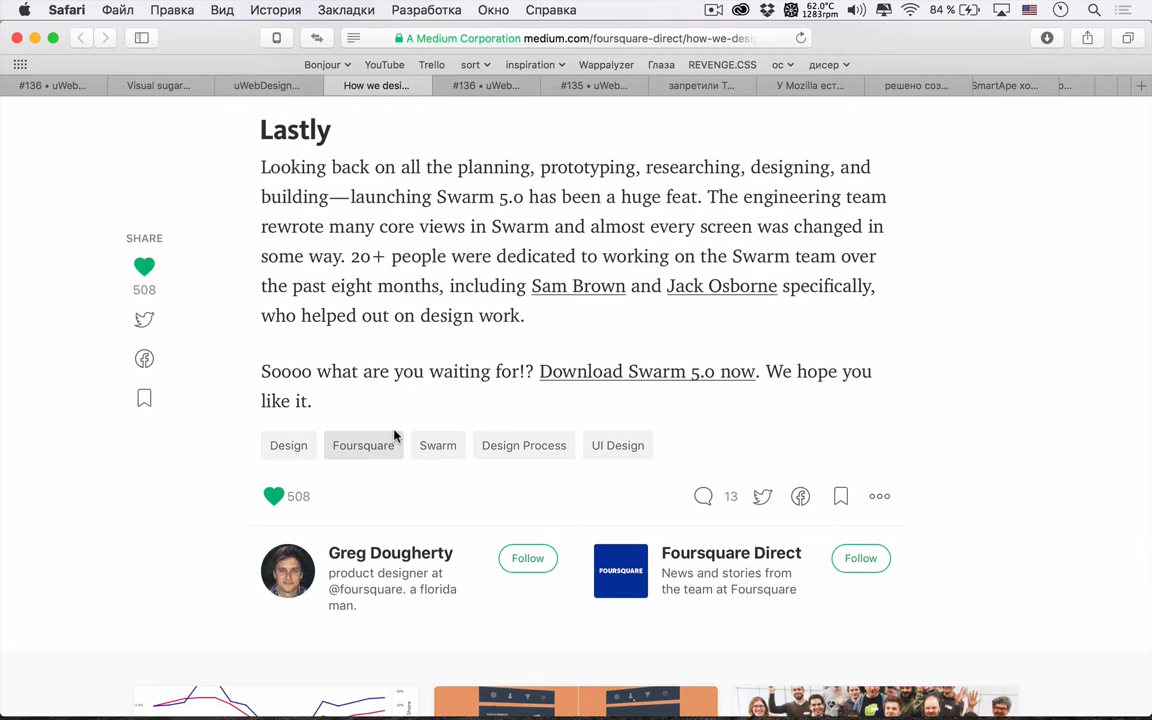 Safari Файл Правка Вид История Закладки Разработка Окно Справка 62.0°C 1283rpm 84 %
A Medium Corporation medium.com/foursquare-direct/how-we-desi
Bonjour YouTube Trello sort inspiration Wappalyzer Глаза REVENGE.CSS ос дисер
#136 • uWeb... Visual sugar... uWebDesign... How we desi... #136 • uWeb... #135 • uWeb... запретили Т... У Mozilla ест... решено соз... SmartApe хо...
Lastly
Looking back on all the planning, prototyping, researching, designing, and
building—launching Swarm 5.0 has been a huge feat. The engineering team
rewrote many core views in Swarm and almost every screen was changed in
some way. 20+ people were dedicated to working on the Swarm team over
the past eight months, including Sam Brown and Jack Osborne specifically,
who helped out on design work.
SHARE
508
Soooo what are you waiting for!? Download Swarm 5.0 now. We hope you
like it.
Design Foursquare Swarm Design Process UI Design
508 13
Greg Dougherty
product designer at
@foursquare. a florida
man.
Follow
FOURSQUARE
Foursquare Direct
News and stories from
the team at Foursquare
Follow